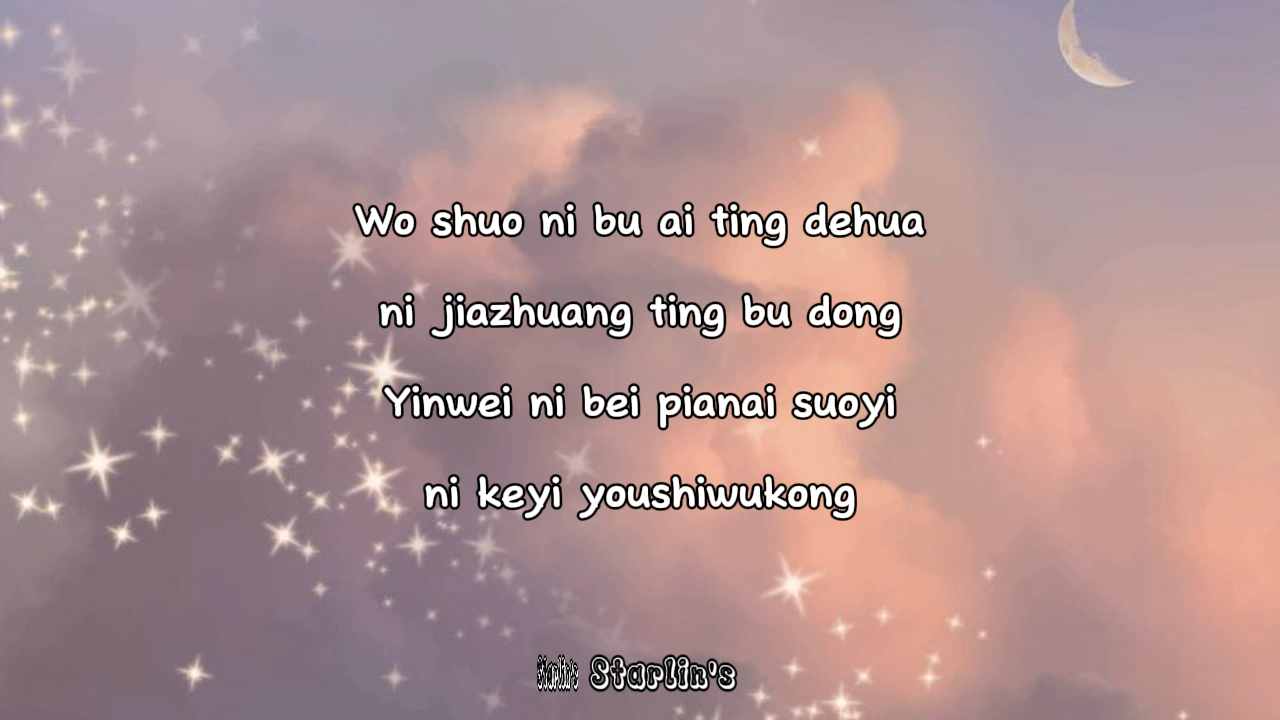 Wo shuo ni bu ai ting dehua
ni jiazhuang ting bu dong
Yinwei ni bei pianai suoyi
ni keyi youshiwukong
Starlin's Starlin's